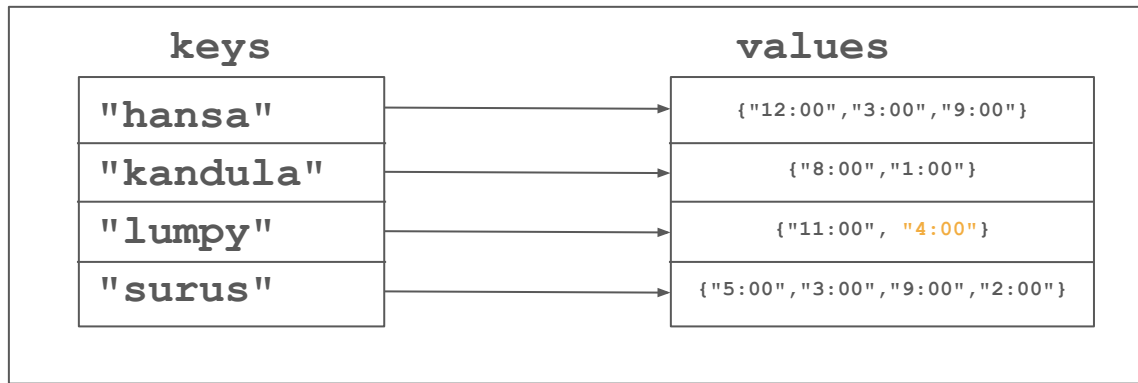 keys values
"hansa" {"12:00","3:00","9:00"}
"kandula" {"8:00","1:00"}
"lumpy" {"11:00", "4:00"}
"surus" {"5:00","3:00","9:00","2:00"}